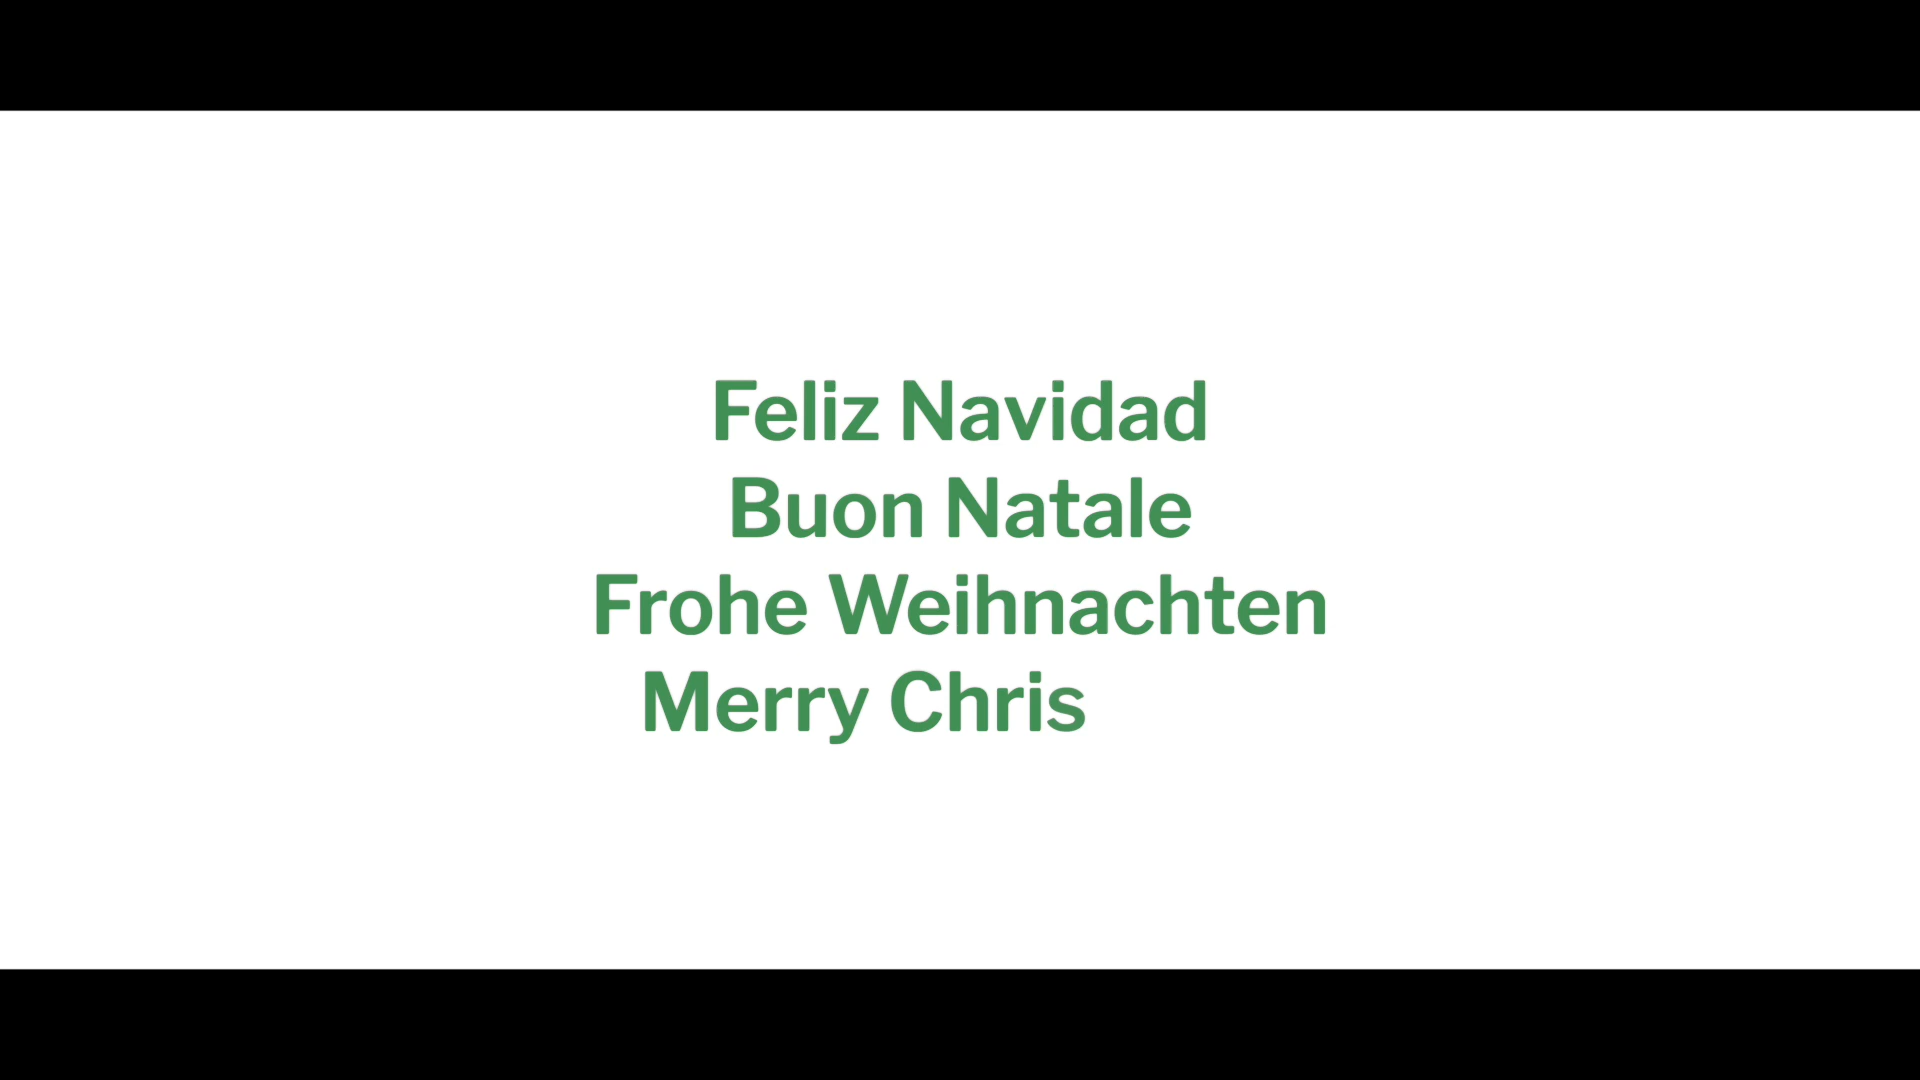 Feliz Navidad
Buon Natale
Frohe Weihnachten
Merry Chris